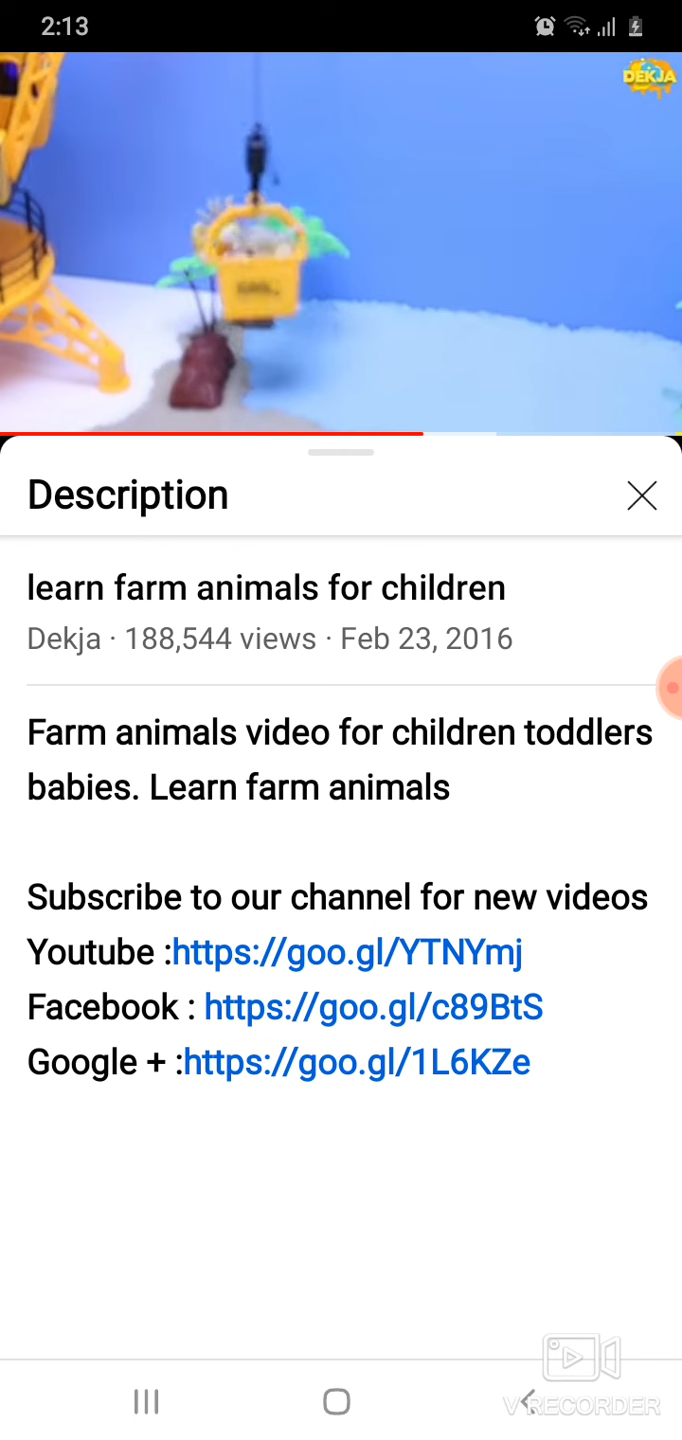 2:13
DEKJA
Description
learn farm animals for children
Dekja · 188,544 views · Feb 23, 2016
Farm animals video for children toddlers
babies. Learn farm animals
Subscribe to our channel for new videos
Youtube :https://goo.gl/YTNYmj
Facebook : https://goo.gl/c89BtS
Google + :https://goo.gl/1L6KZe
V RECORDER